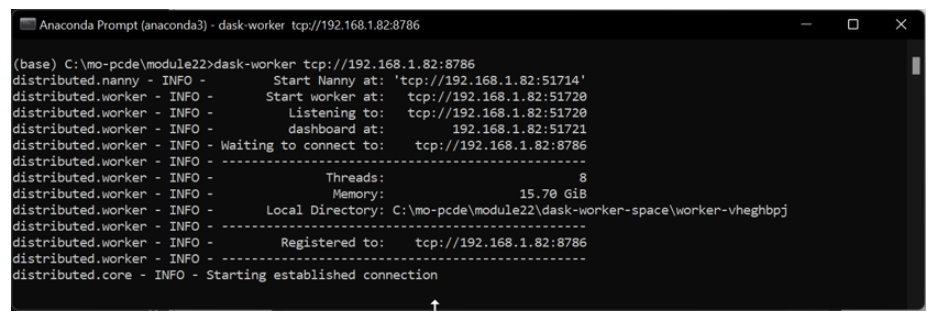 Anaconda Prompt (anaconda3) - dask-worker tcp://192.168.1.82:8786
(base) C:\mo-pcde\module22>dask-worker tcp://192.168.1.82:8786
distributed.nanny - INFO -         Start Nanny at: 'tcp://192.168.1.82:51714'
distributed.worker - INFO -       Start worker at:   tcp://192.168.1.82:51720
distributed.worker - INFO -          Listening to:   tcp://192.168.1.82:51720
distributed.worker - INFO -          dashboard at:         192.168.1.82:51721
distributed.worker - INFO - Waiting to connect to:    tcp://192.168.1.82:8786
distributed.worker - INFO - -------------------------------------------------
distributed.worker - INFO -               Threads:                          8
distributed.worker - INFO -                Memory:                  15.70 GiB
distributed.worker - INFO -       Local Directory: C:\mo-pcde\module22\dask-worker-space\worker-vheghbpj
distributed.worker - INFO - -------------------------------------------------
distributed.worker - INFO -         Registered to:    tcp://192.168.1.82:8786
distributed.worker - INFO - -------------------------------------------------
distributed.core - INFO - Starting established connection